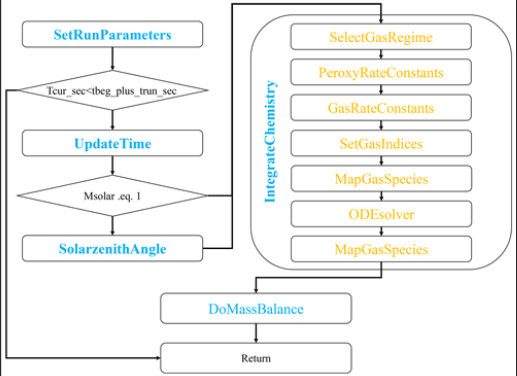 SetRunParameters
Tcur_sec<tbeg_plus_trun_sec
UpdateTime
Msolar .eq. 1
SolarzenithAngle
IntegrateChemistry
SelectGasRegime
PeroxyRateConstants
GasRateConstants
SetGasIndices
MapGasSpecies
ODEsolver
MapGasSpecies
DoMassBalance
Return